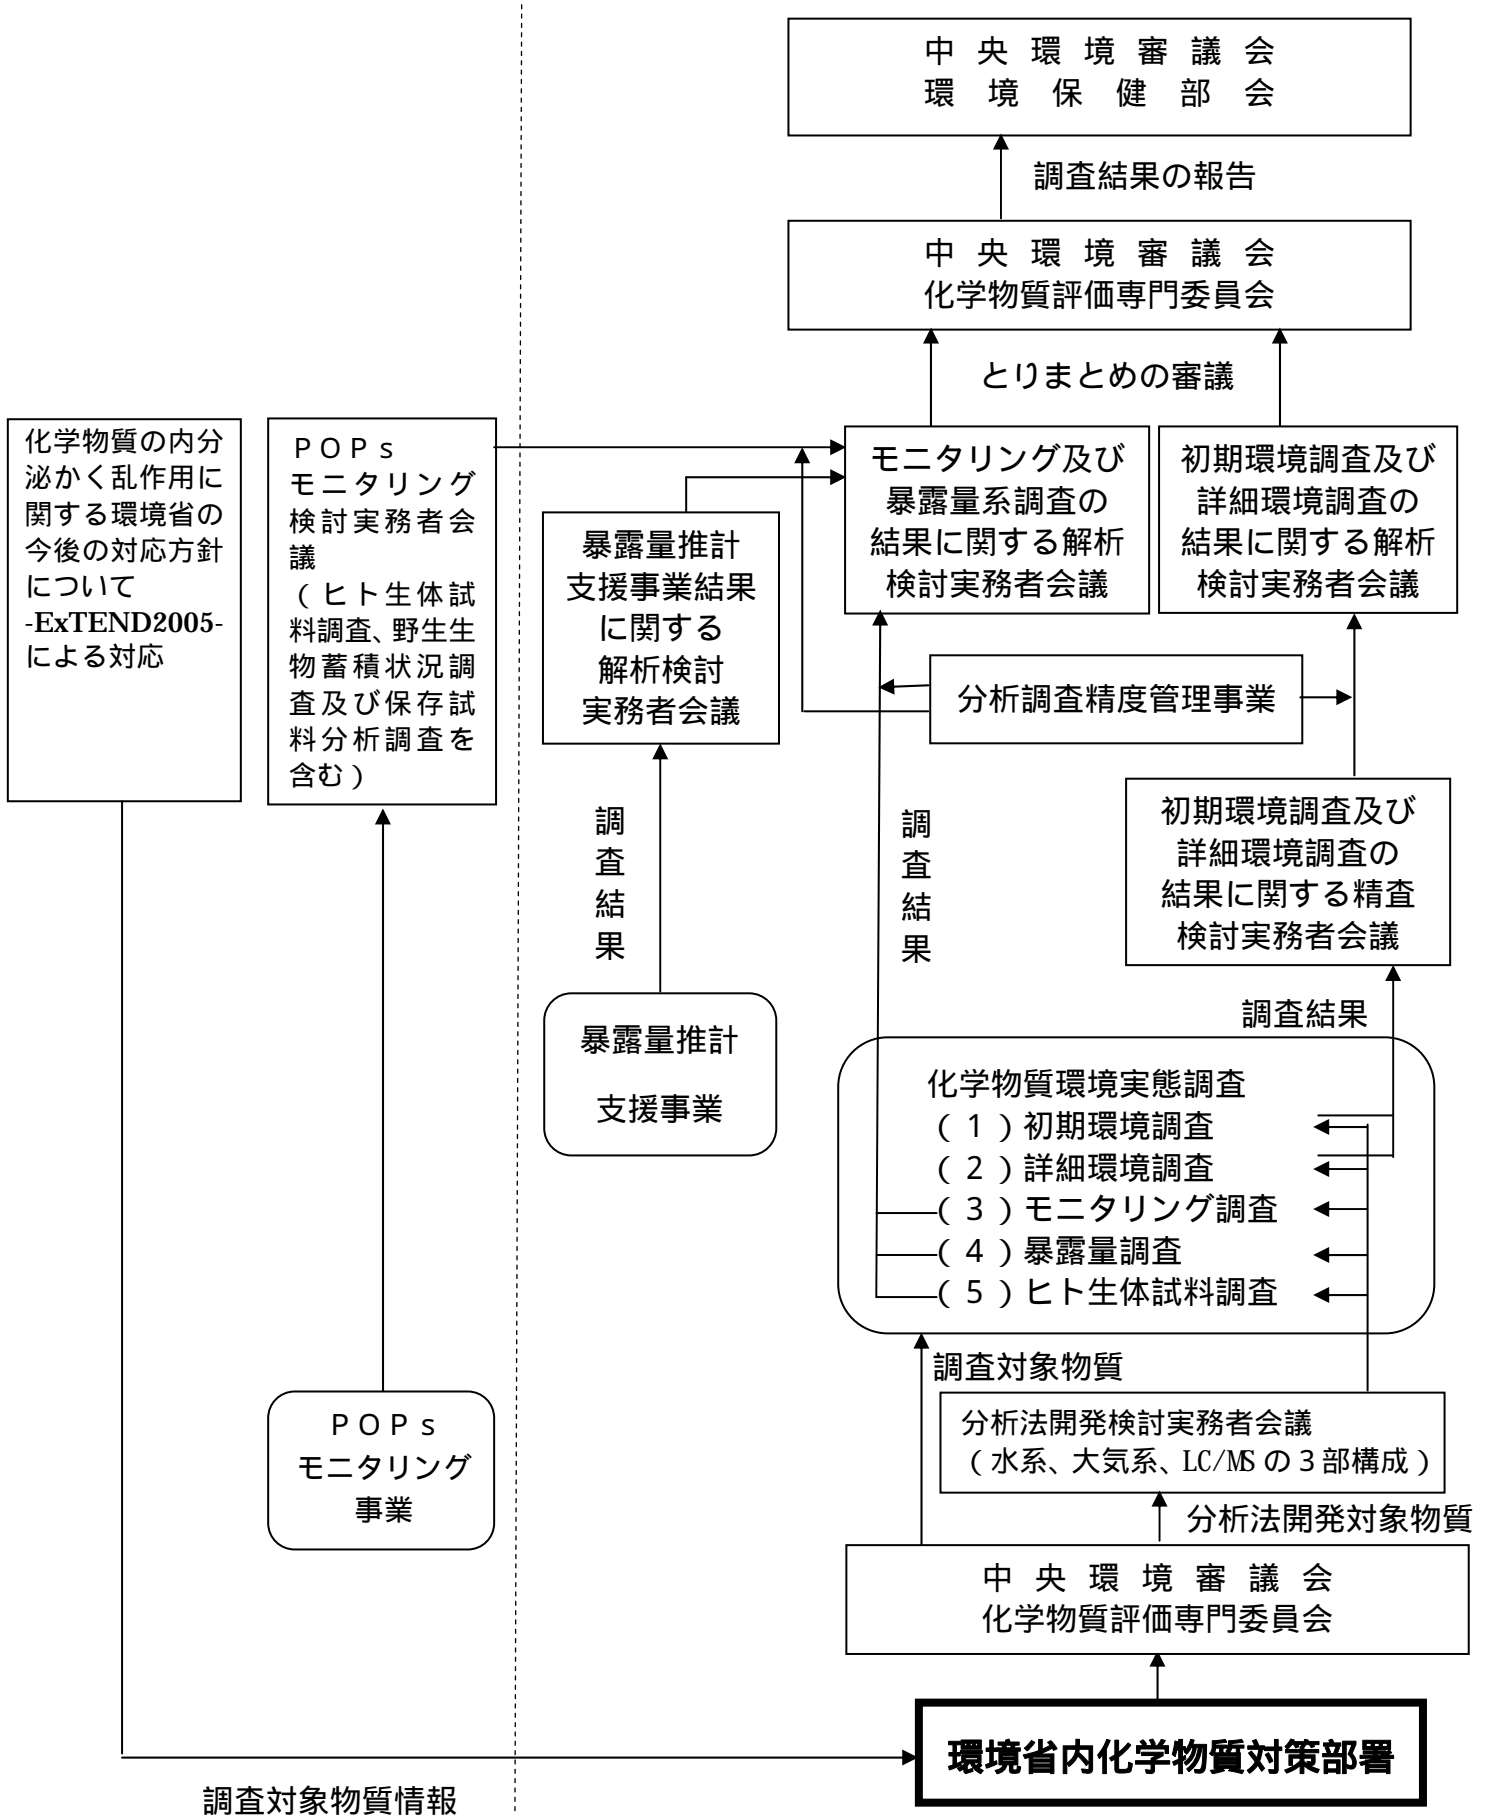 中央環境審議会
環境保健部会
調査結果の報告
中央環境審議会
化学物質評価専門委員会
とりまとめの審議
化学物質の内分
泌かく乱作用に
関する環境省の
今後の対応方針
について
-ExTEND2005-
による対応
POPs
モニタリング
検討実務者会
議
(ヒト生体試
料調査、野生生
物蓄積状況調
査及び保存試
料分析調査を
含む)
暴露量推計
支援事業結果
に関する
解析検討
実務者会議
モニタリング及び
暴露量系調査の
結果に関する解析
検討実務者会議
初期環境調査及び
詳細環境調査の
結果に関する解析
検討実務者会議
分析調査精度管理事業
初期環境調査及び
詳細環境調査の
結果に関する精査
検討実務者会議
調査結果
調査結果
調査結果
暴露量推計
支援事業
化学物質環境実態調査
(1)初期環境調査
(2)詳細環境調査
(3)モニタリング調査
(4)暴露量調査
(5)ヒト生体試料調査
調査対象物質
POPs
モニタリング
事業
分析法開発検討実務者会議
(水系、大気系、LC/MSの3部構成)
分析法開発対象物質
中央環境審議会
化学物質評価専門委員会
環境省内化学物質対策部署
調査対象物質情報